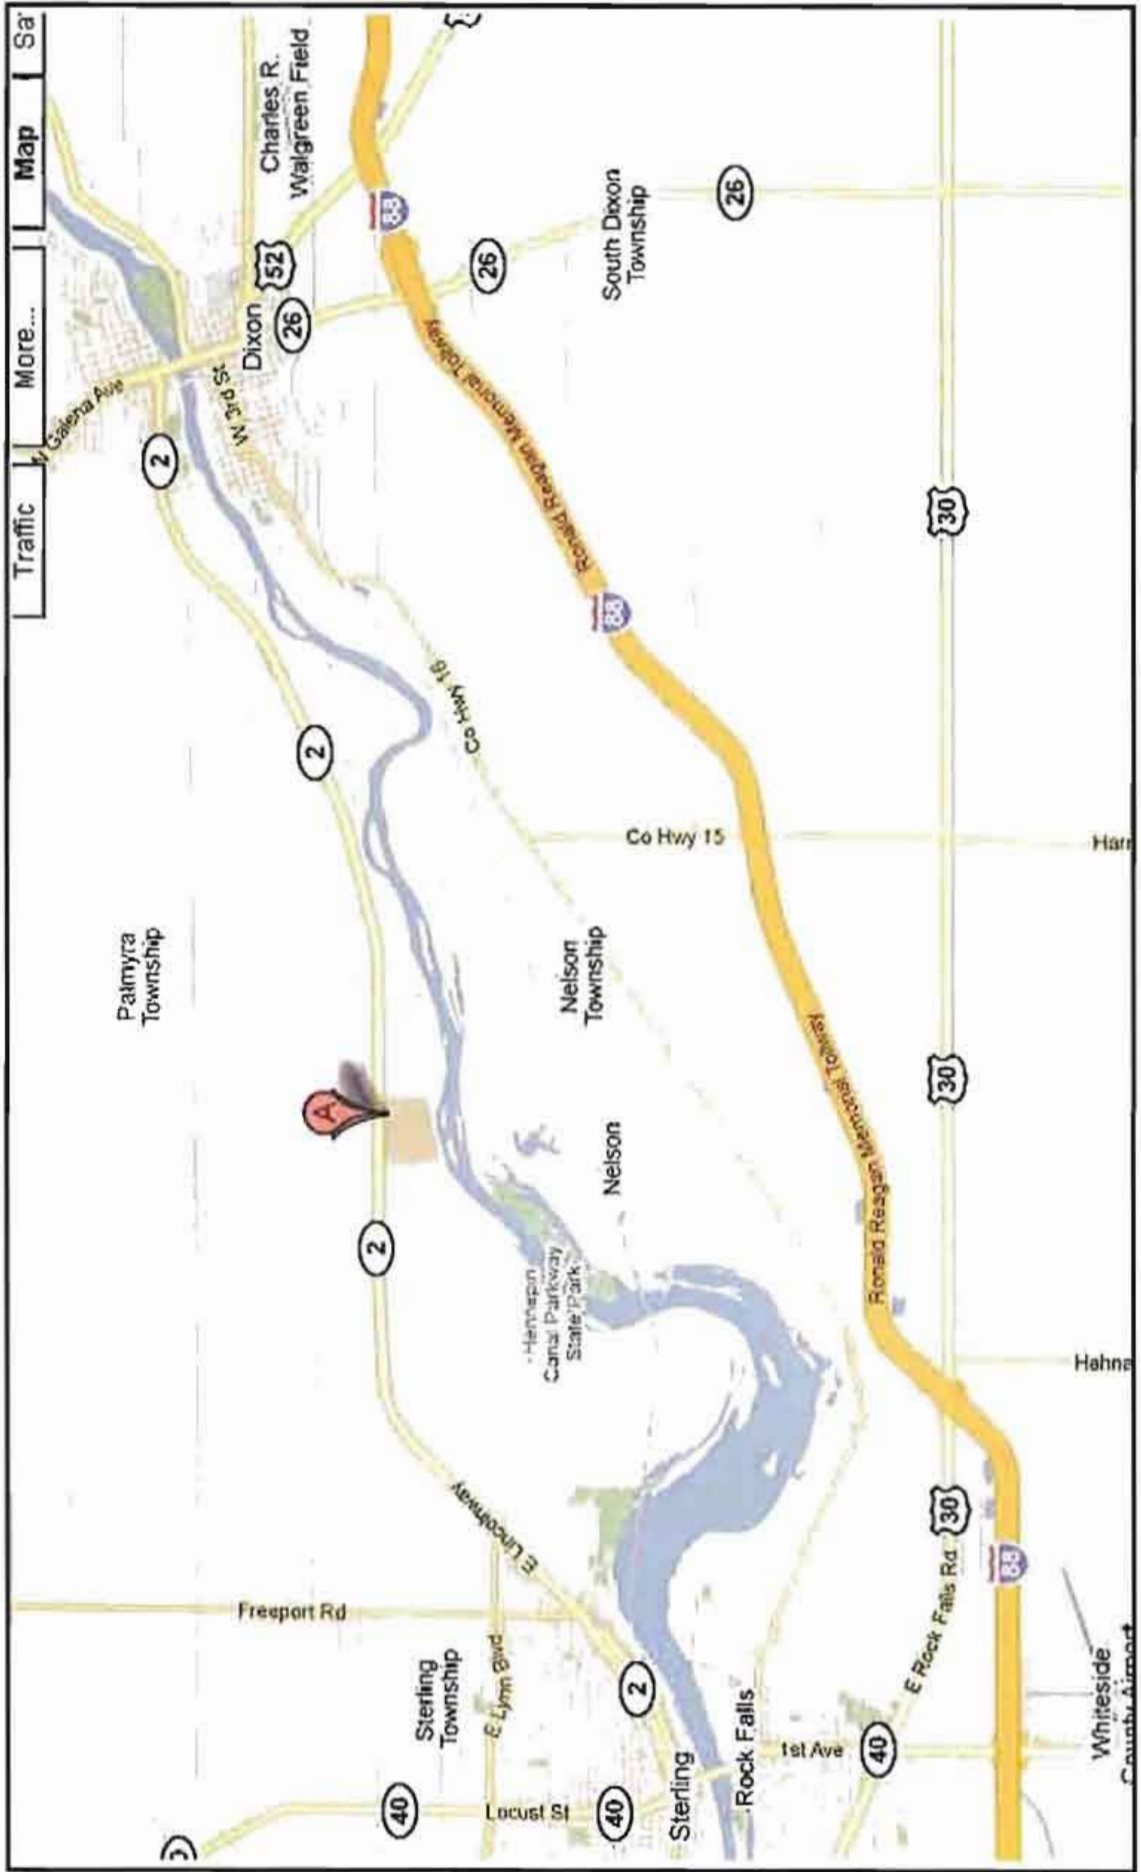 Traffic
More...
Map
Sa
N Galena Ave
2
W 3rd St
Dixon
52
26
Charles R.
Walgreen Field
88
26
Ronald Reagan Memorial Tollway
South Dixon
Township
26
2
Co Hwy 16
88
30
Palmyra
Township
Co Hwy 15
Harr
A
Nelson
Township
2
Nelson
Hennepin
Canal Parkway
State Park
Ronald Reagan Memorial Tollway
30
Hahna
E Lincolnway
Freeport Rd
Sterling
Township
E Lynn Blvd
2
40
Locust St
40
Sterling
Rock Falls
1st Ave
40
E Rock Falls Rd
30
88
Whiteside
County Airport